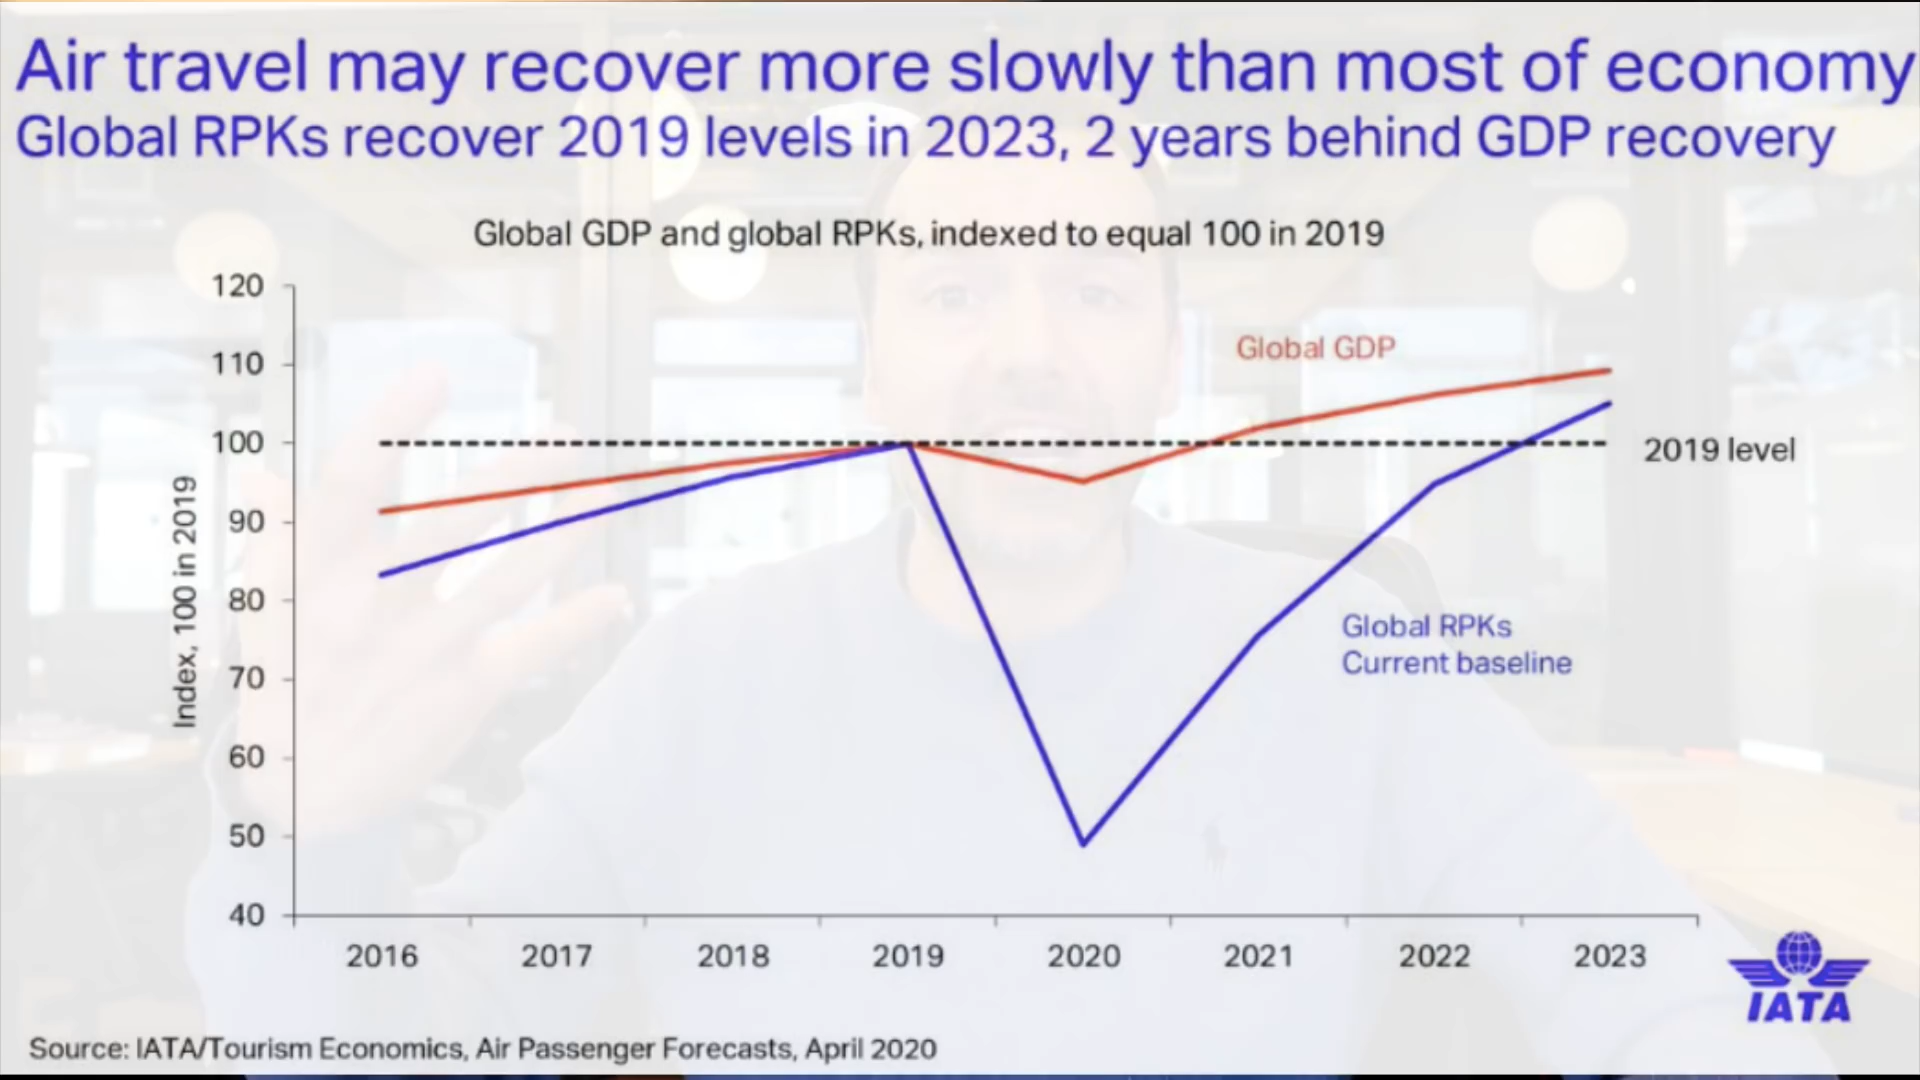 Air travel may recover more slowly than most of economy
Global RPKs recover 2019 levels in 2023, 2 years behind GDP recovery
Global GDP and global RPKs, indexed to equal 100 in 2019
Index, 100 in 2019
120
110
100
90
80
70
60
50
40
Global GDP
2019 level
Global RPKs
Current baseline
2016 2017 2018 2019 2020 2021 2022 2023
IATA
Source: IATA/Tourism Economics, Air Passenger Forecasts, April 2020